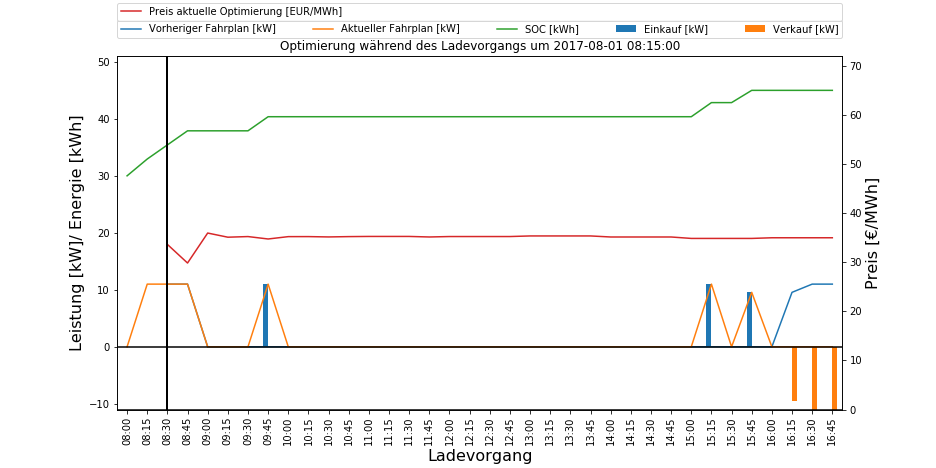 Preis aktuelle Optimierung [EUR/MWh]
Vorheriger Fahrplan [kW] Aktueller Fahrplan [kW] SOC [kWh] Einkauf [kW] Verkauf [kW]
Optimierung während des Ladevorgangs um 2017-08-01 08:15:00
Leistung [kW]/ Energie [kWh]
50
40
30
20
10
0
−10
70
60
50
40
30
20
10
0
Preis [€/MWh]
08:00 08:15 08:30 08:45 09:00 09:15 09:30 09:45 10:00 10:15 10:30 10:45 11:00 11:15 11:30 11:45 12:00 12:15 12:30 12:45 13:00 13:15 13:30 13:45 14:00 14:15 14:30 14:45 15:00 15:15 15:30 15:45 16:00 16:15 16:30 16:45
Ladevorgang